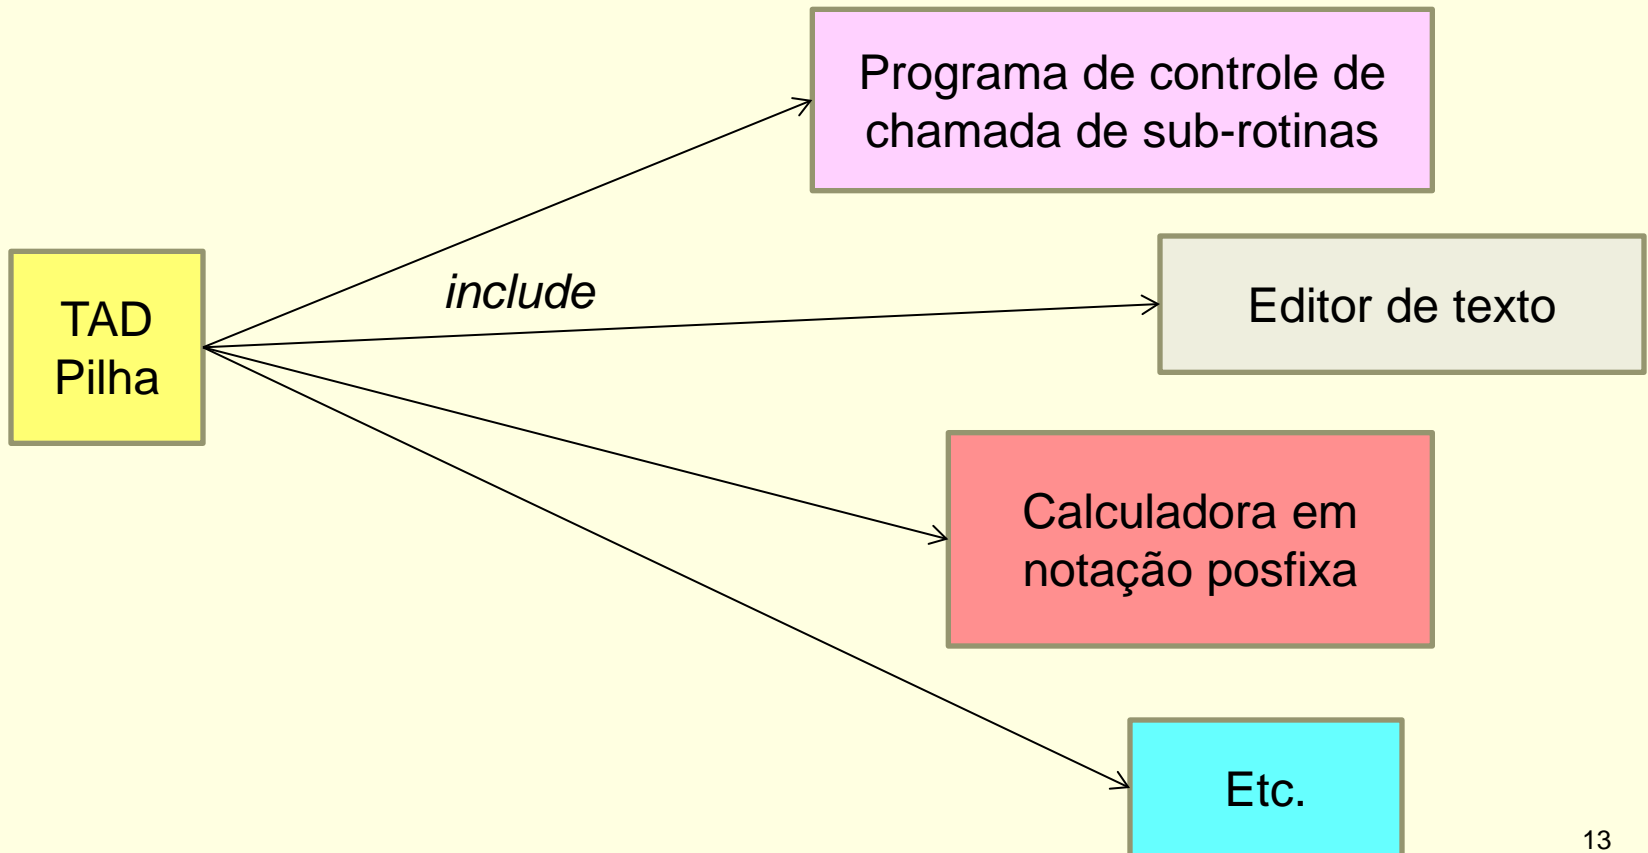 Programa de controle de
chamada de sub-rotinas
TAD
Pilha
include
Editor de texto
Calculadora em
notação posfixa
Etc.
13